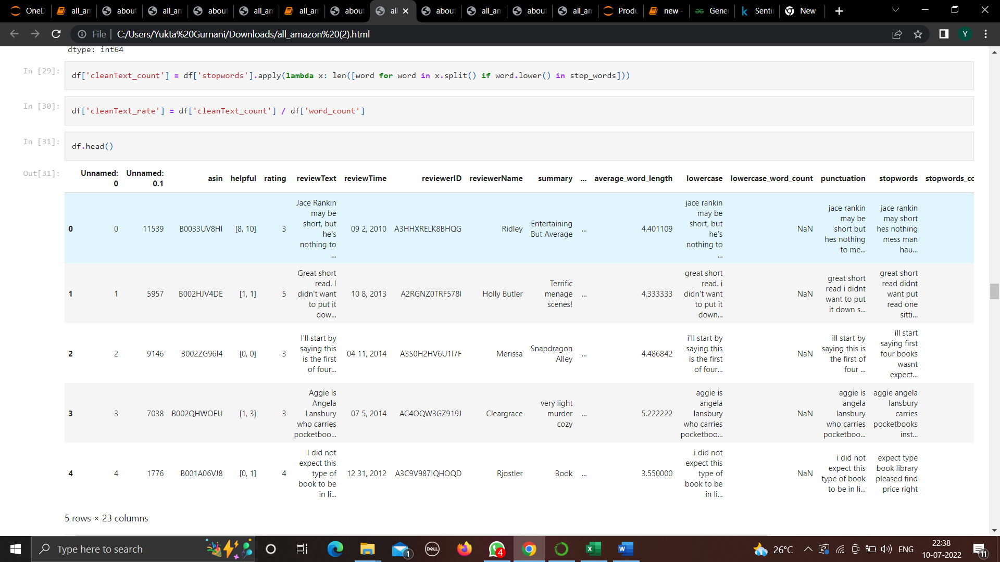 OneD all_am about all_am about all_am all_am about all about all_am about all_am Produ new - Gene Senti New
File C:/Users/Yukta%20Gurnani/Downloads/all_amazon%20(2).html Y
dtype: int64
In [29]: df['cleanText_count'] = df['stopwords'].apply(lambda x: len([word for word in x.split() if word.lower() in stop_words]))
In [30]: df['cleanText_rate'] = df['cleanText_count'] / df['word_count']
In [31]: df.head()
Out[31]:
Unnamed: 0 Unnamed: 0.1 asin helpful rating reviewText reviewTime reviewerID reviewerName summary ... average_word_length lowercase lowercase_word_count punctuation stopwords stopwords_co
0 0 11539 B0033UV8HI [8, 10] 3 Jace Rankin may be short, but he's nothing to ... 09 2, 2010 A3HHXRELK8BHQG Ridley Entertaining But Average ... 4.401109 jace rankin may be short, but he's nothing to ... NaN jace rankin may be short but hes nothing to me... jace rankin may short hes nothing mess man hau...
1 1 5957 B002HJV4DE [1, 1] 5 Great short read. I didn't want to put it dow... 10 8, 2013 A2RGNZ0TRF578I Holly Butler Terrific menage scenes! ... 4.333333 great short read. i didn't want to put it down... NaN great short read i didnt want to put it down s... great short read didnt want put read one sitti...
2 2 9146 B002ZG96I4 [0, 0] 3 I'll start by saying this is the first of four... 04 11, 2014 A3S0H2HV6U1I7F Merissa Snapdragon Alley ... 4.486842 i'll start by saying this is the first of four... NaN ill start by saying this is the first of four ... ill start saying first four books wasnt expect...
3 3 7038 B002QHWOEU [1, 3] 3 Aggie is Angela Lansbury who carries pocketboo... 07 5, 2014 AC4OQW3GZ919J Cleargrace very light murder cozy ... 5.222222 aggie is angela lansbury who carries pocketboo... NaN aggie is angela lansbury who carries pocketboo... aggie angela lansbury carries pocketbooks inst...
4 4 1776 B001A06VJ8 [0, 1] 4 I did not expect this type of book to be in li... 12 31, 2012 A3C9V987IQHOQD Rjostler Book ... 3.550000 i did not expect this type of book to be in li... NaN i did not expect this type of book to be in li... expect type book library pleased find price right
5 rows × 23 columns
Type here to search 1 DELL 4 26°C ENG 22:38
10-07-2022 11